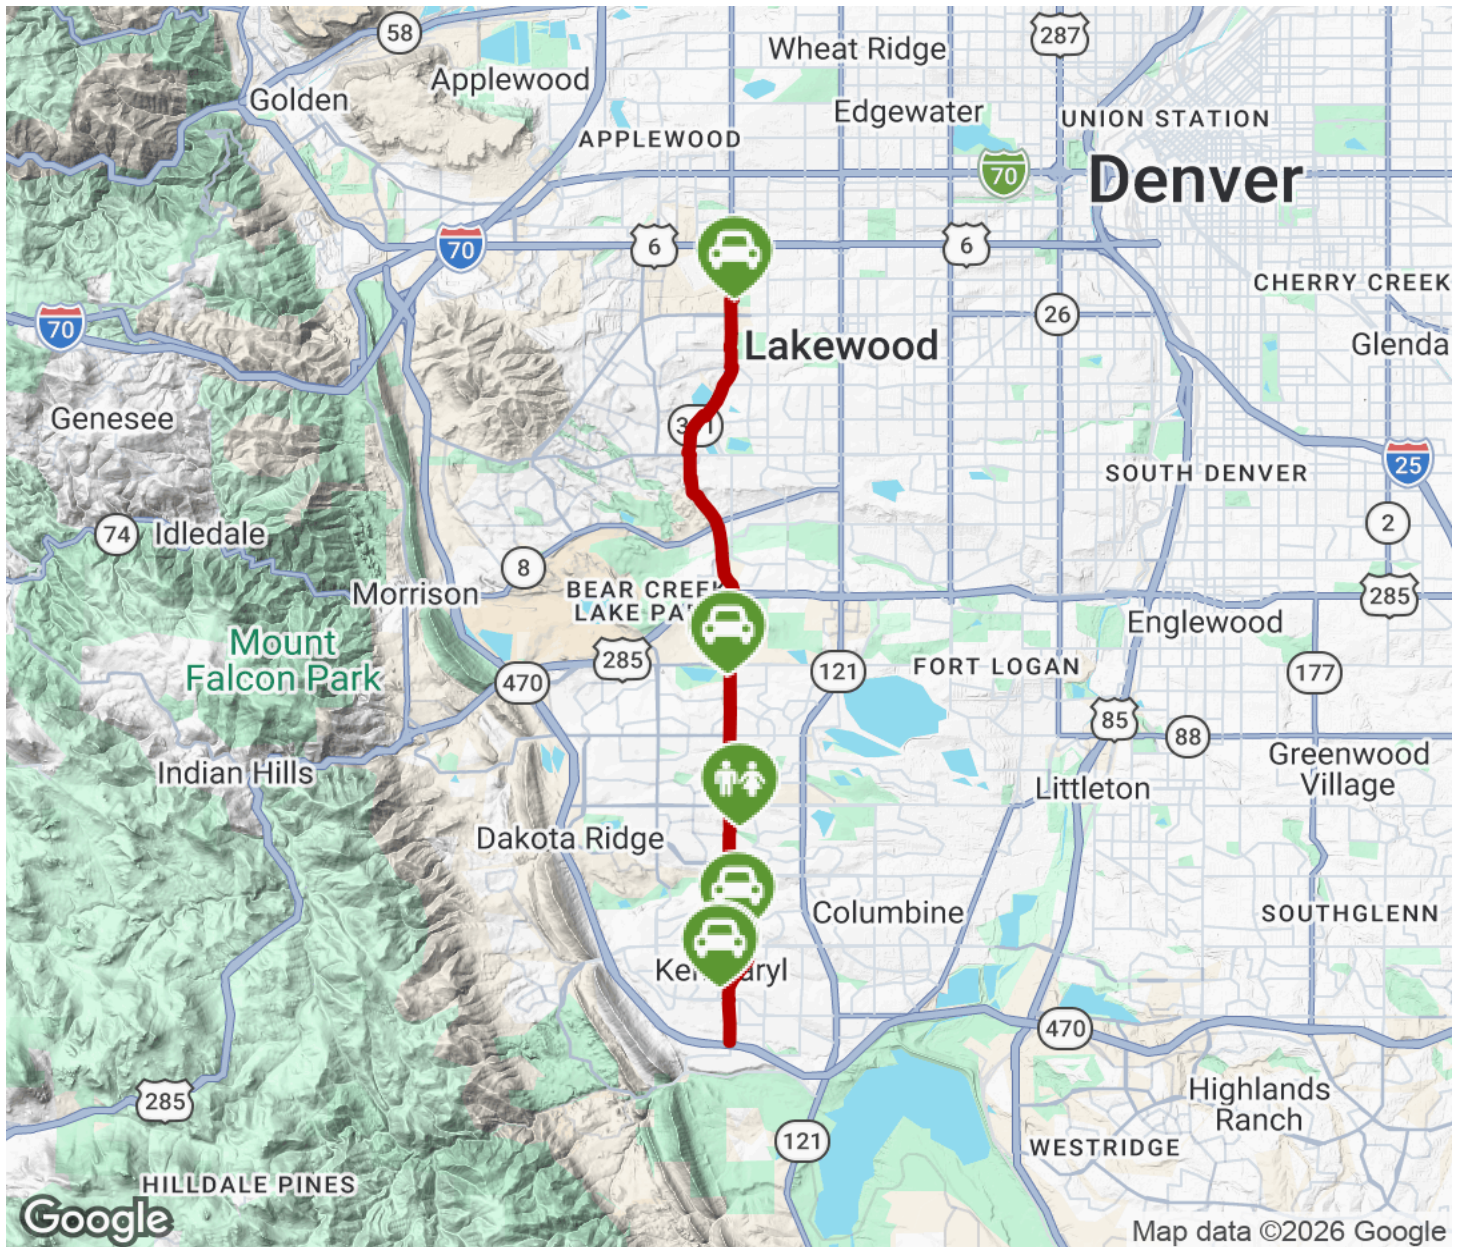 58
287
Wheat Ridge
Applewood
Golden
Edgewater
UNION STATION
APPLEWOOD
Denver
70
6
70
6
CHERRY CREEK
26
70
Lakewood
Glenda
Genesee
25
SOUTH DENVER
2
74
Idledale
8
Morrison
BEAR CREEK
285
Englewood
Mount
Falcon Park
285
FORT LOGAN
121
177
470
85
88
Indian Hills
Greenwood
Village
Littleton
Dakota Ridge
Columbine
SOUTHGLENN
470
285
Highlands
Ranch
121
WESTRIDGE
HILLDALE PINES
Google
Map data ©2026 Google